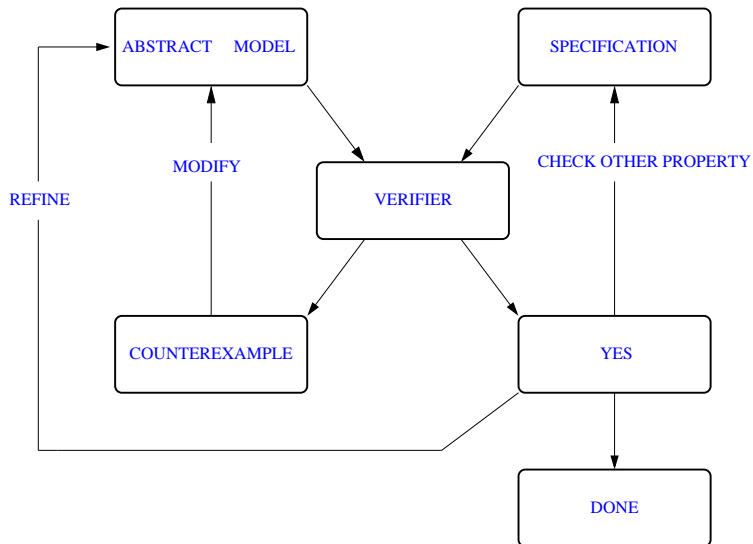 ABSTRACT MODEL
SPECIFICATION
MODIFY
CHECK OTHER PROPERTY
REFINE
VERIFIER
COUNTEREXAMPLE
YES
DONE